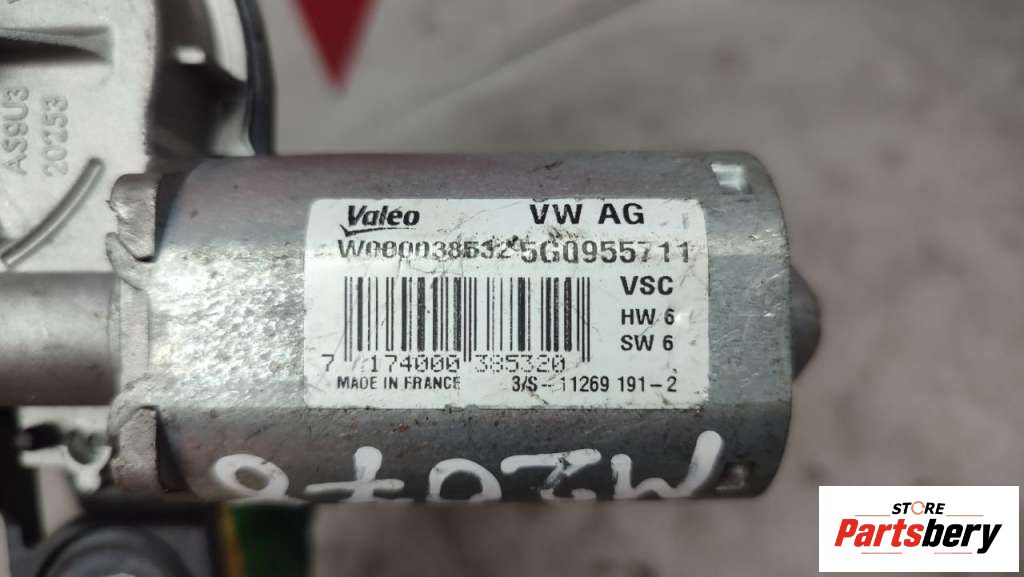 AS9U3
20253
Valeo VW AG
W000038532 5G0955711
VSC
HW 6
SW 6
7 174000 385320
MADE IN FRANCE 3/S-11269 191-2
M2078
STORE
Partsbery